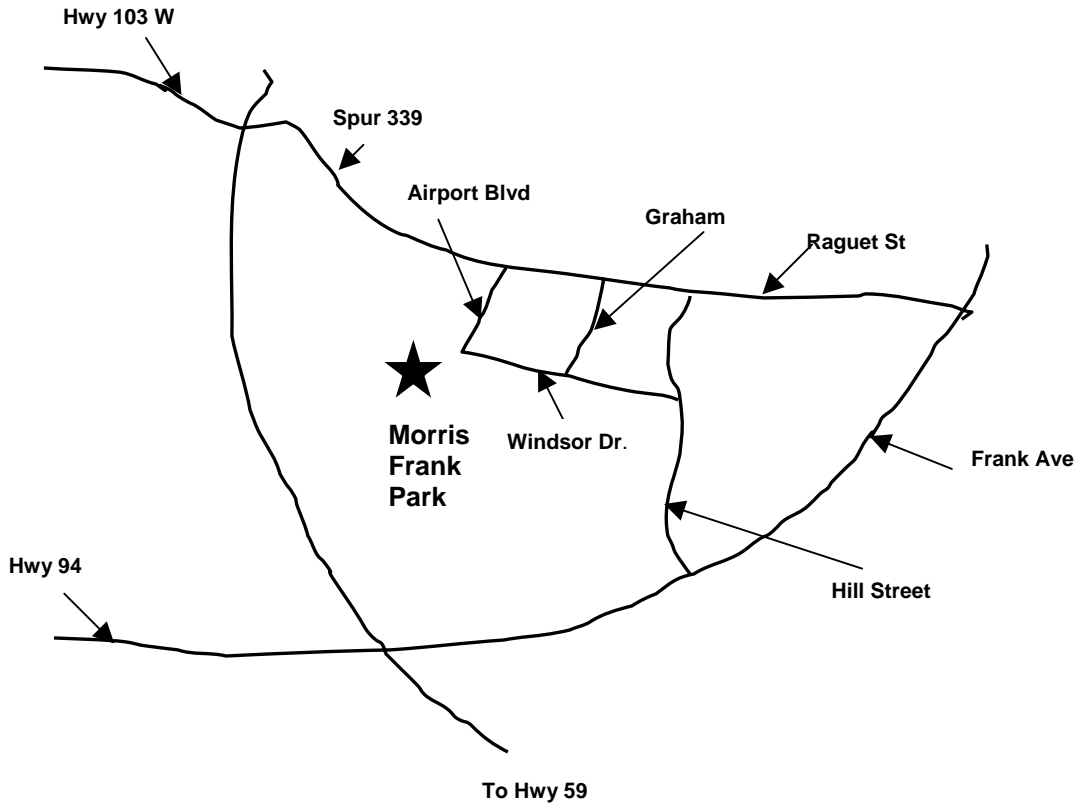 Hwy 103 W
Spur 339
Airport Blvd
Graham
Raguet St
Morris
Frank
Park
Windsor Dr.
Frank Ave
Hwy 94
Hill Street
To Hwy 59